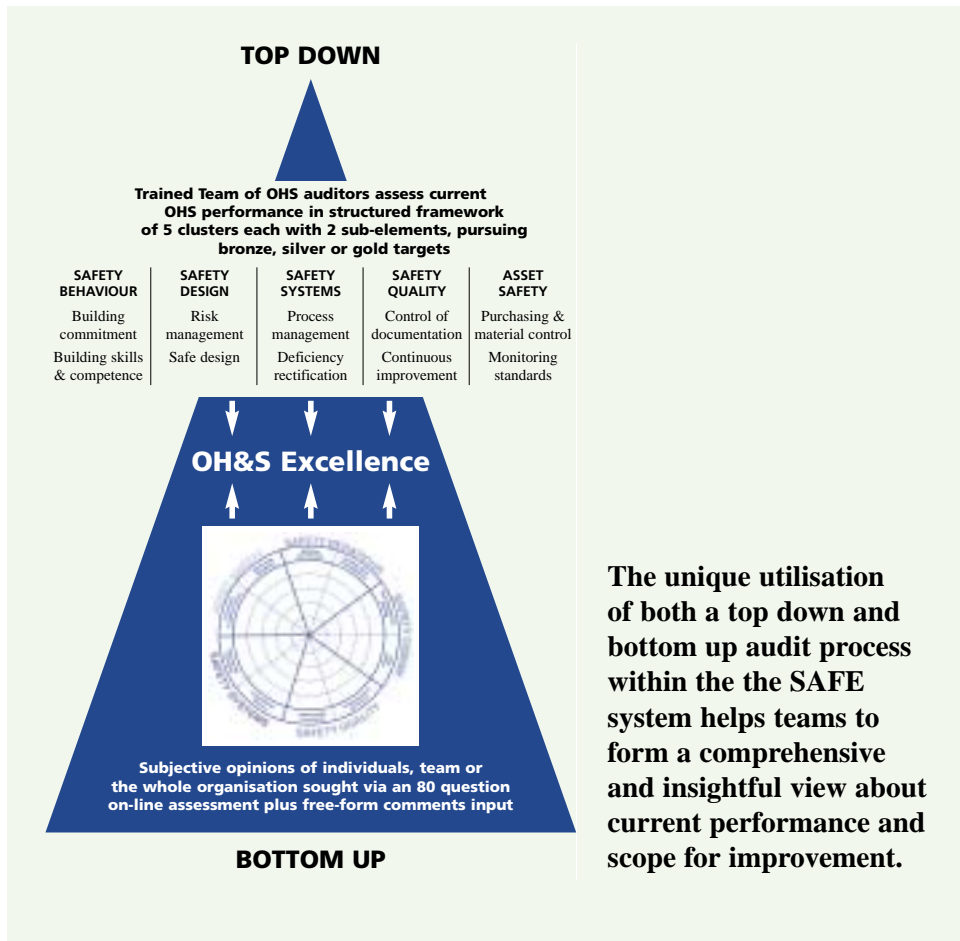 TOP DOWN
Trained Team of OHS auditors assess current
OHS performance in structured framework
of 5 clusters each with 2 sub-elements, pursuing
bronze, silver or gold targets
SAFETY
BEHAVIOUR
Building
commitment
Building skills
& competence
SAFETY
DESIGN
Risk
management
Safe design
SAFETY
SYSTEMS
Process
management
Deficiency
rectification
SAFETY
QUALITY
Control of
documentation
Continuous
improvement
ASSET
SAFETY
Purchasing &
material control
Monitoring
standards
OH&S Excellence
SAFETY SYSTEMS
SAFETY QUALITY
Subjective opinions of individuals, team or
the whole organisation sought via an 80 question
on-line assessment plus free-form comments input
BOTTOM UP
The unique utilisation
of both a top down and
bottom up audit process
within the the SAFE
system helps teams to
form a comprehensive
and insightful view about
current performance and
scope for improvement.